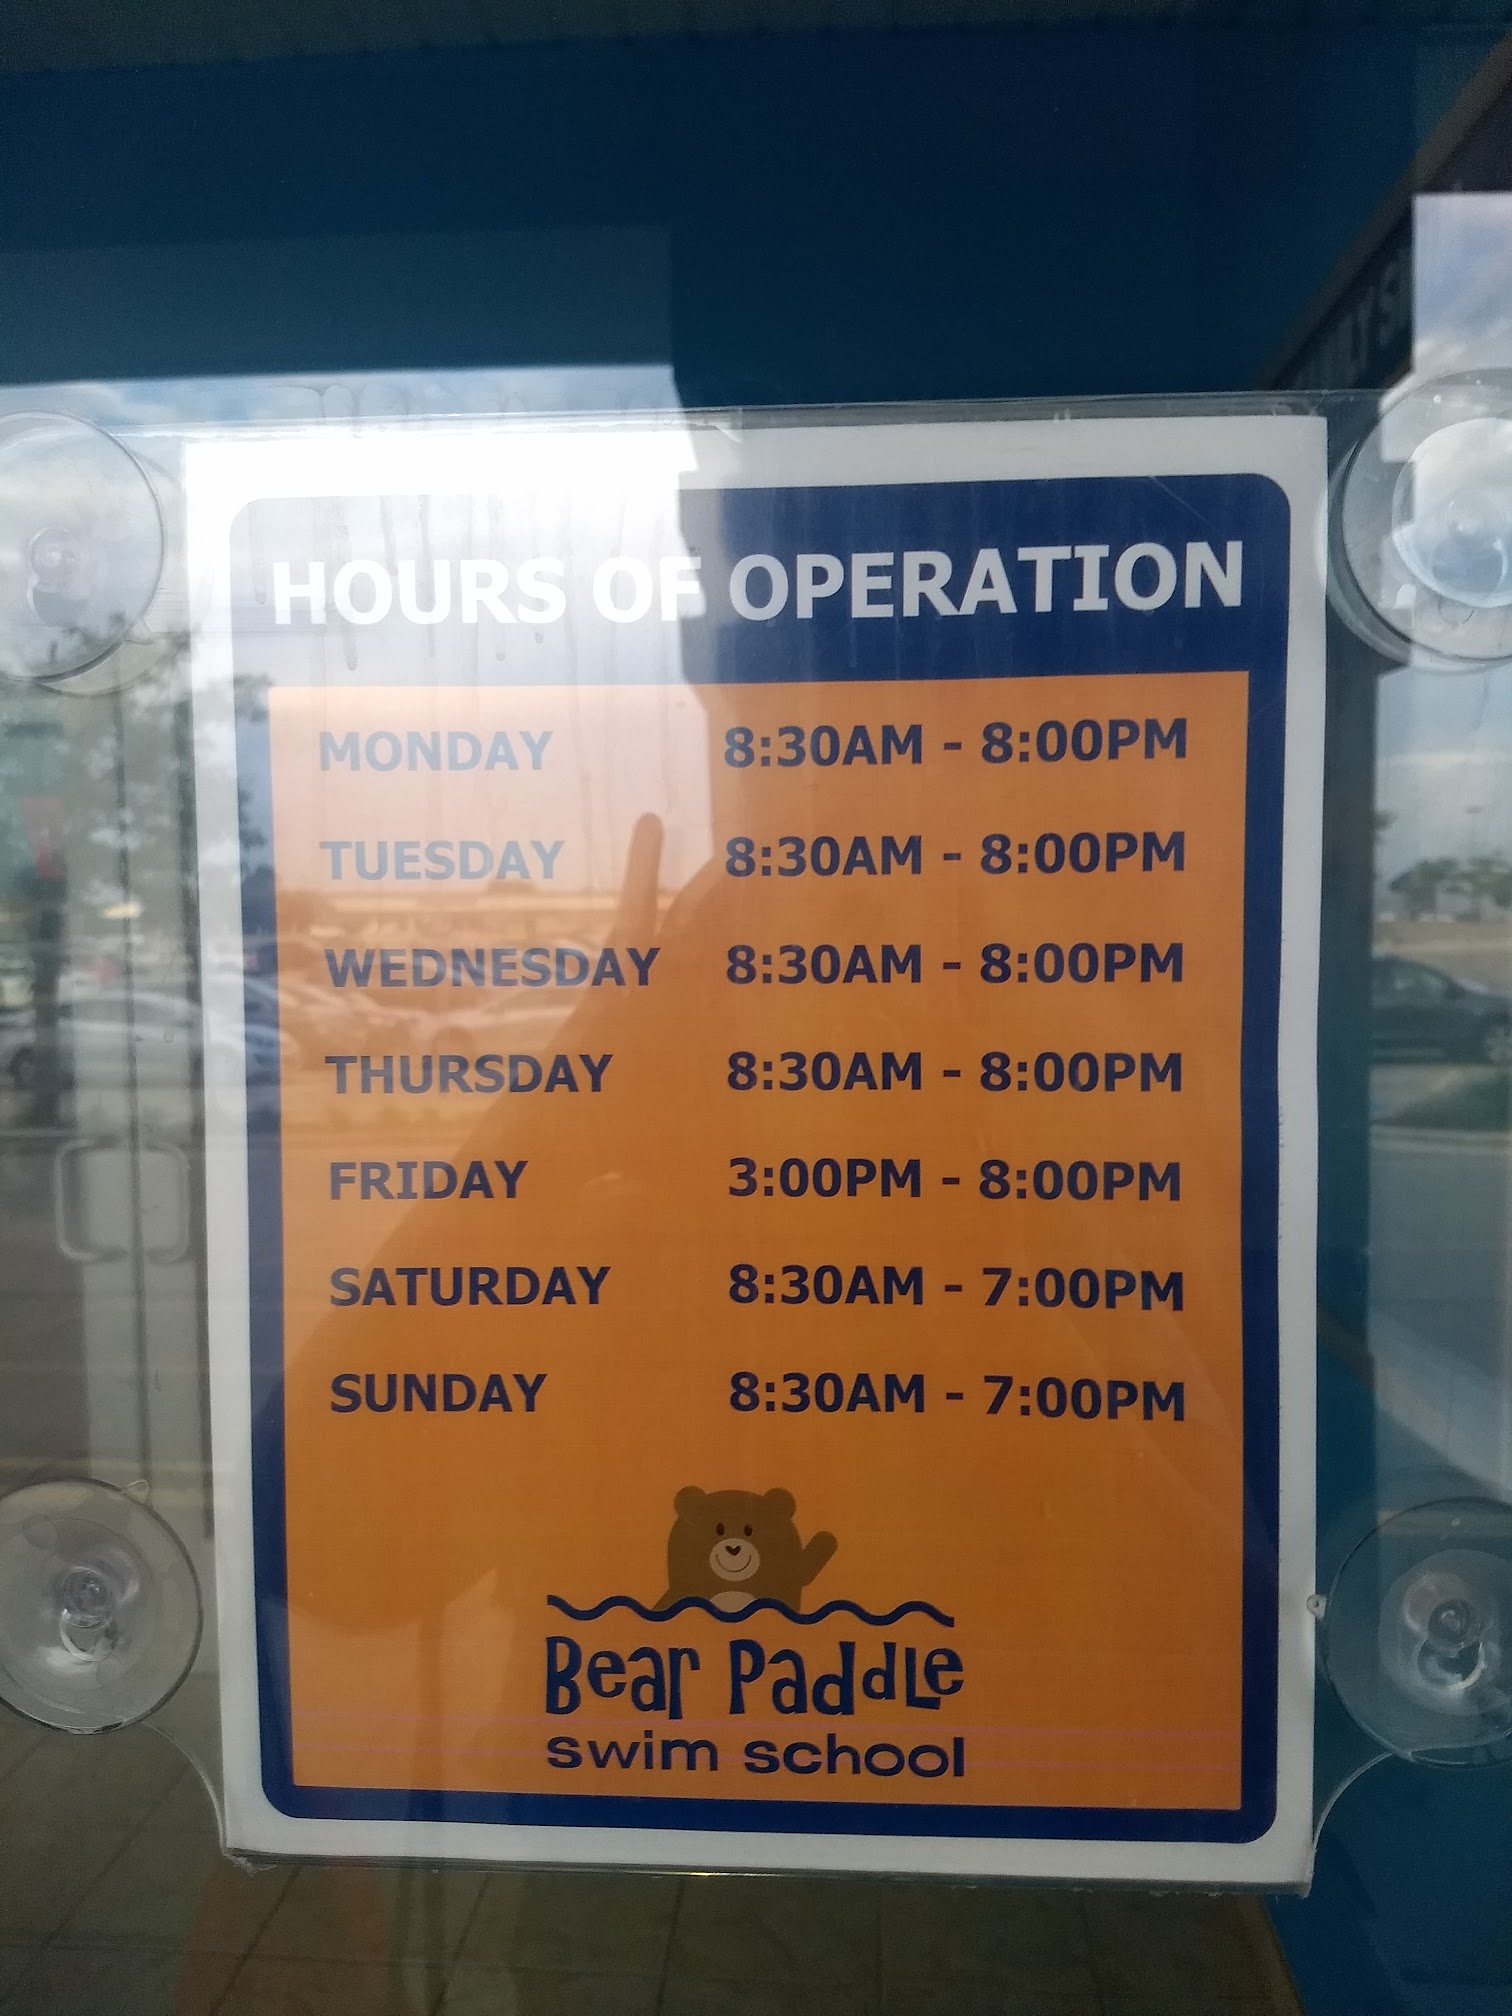 HOURS OF OPERATION
MONDAY 8:30AM - 8:00PM
TUESDAY 8:30AM - 8:00PM
WEDNESDAY 8:30AM - 8:00PM
THURSDAY 8:30AM - 8:00PM
FRIDAY 3:00PM - 8:00PM
SATURDAY 8:30AM - 7:00PM
SUNDAY 8:30AM - 7:00PM
Bear Paddle
swim school